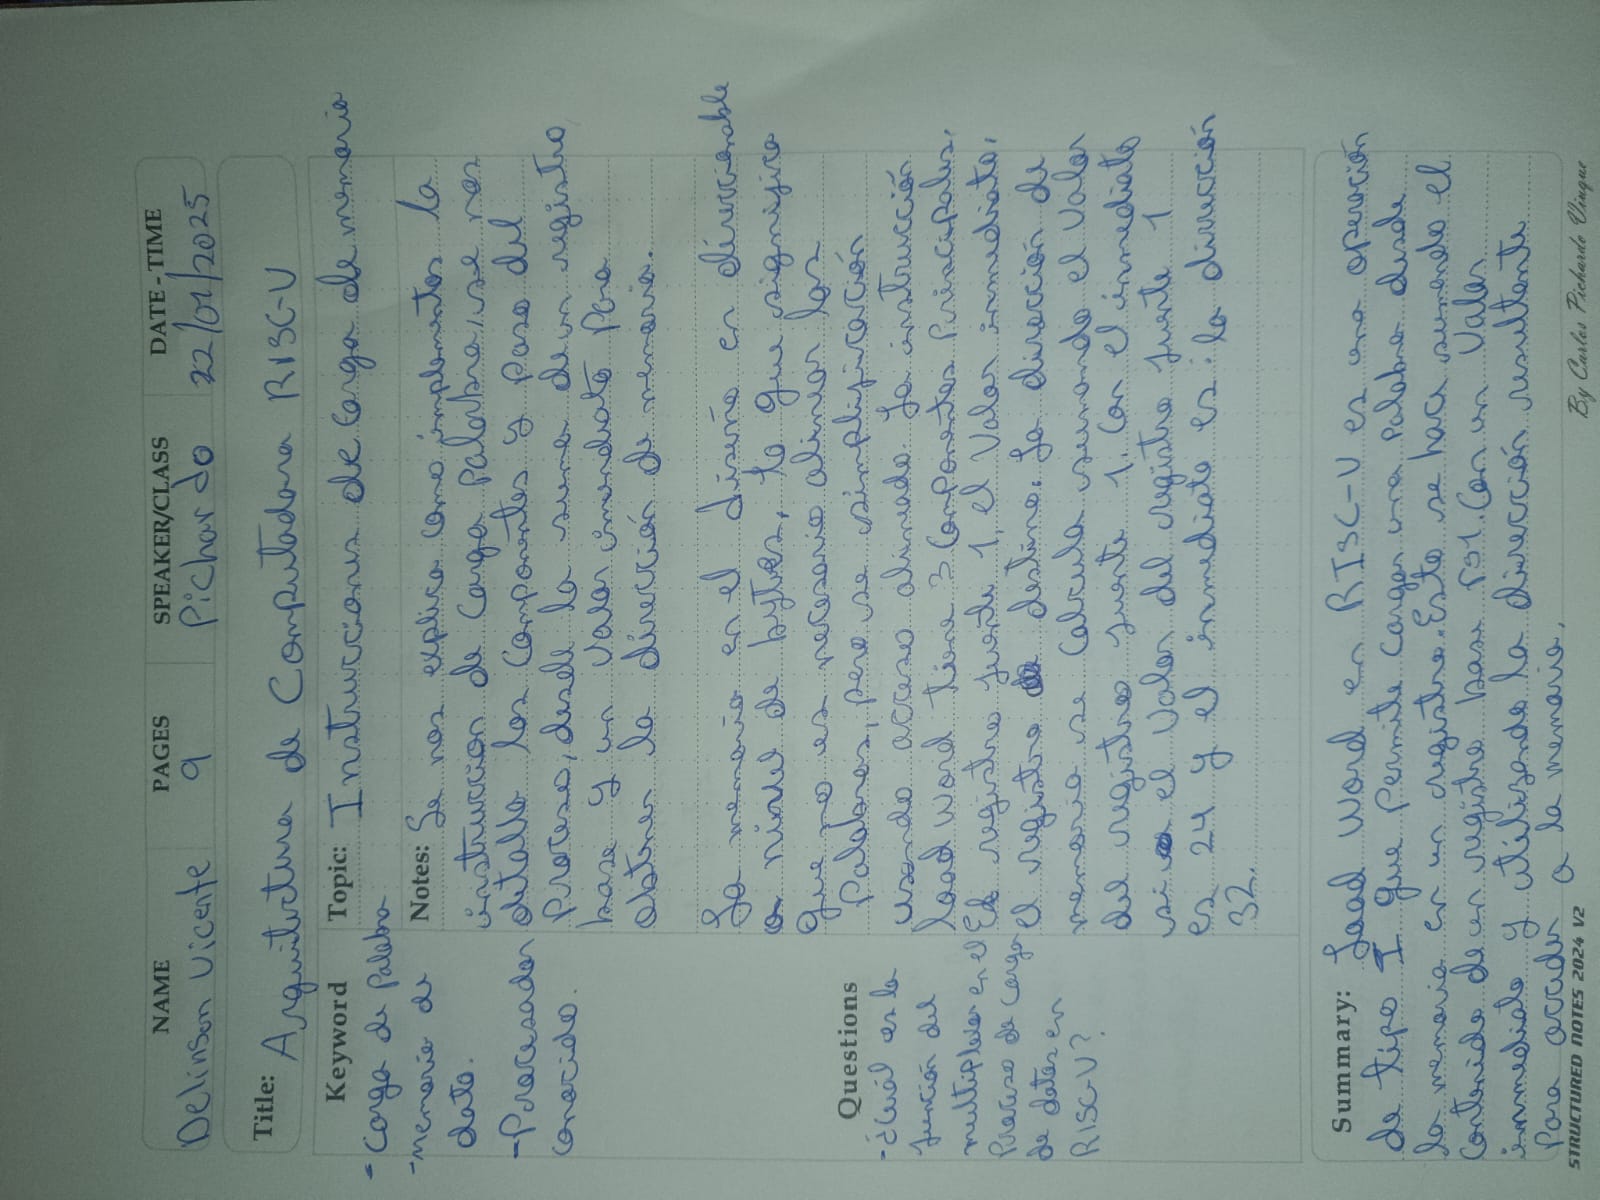 NAME PAGES SPEAKER/CLASS DATE - TIME
Delinson Vicente 9 Pichardo 22/01/2025
Title: Arquitectura de Computadora RISC-V
Keyword
- Carga de Palabra
- memoria de
dato.
- Procesador
conocido.
Topic: Instrucciones de Carga de memoria
Notes: Se nos explica como implementar la
instruccion de Carga Palabra, se nos
detalla los Componentes y paso del
Proceso, desde la suma de un registro
base y un Valor inmediato para
obtener la dirección de memoria.
La memoria en el diseño en direccionable
a nivel de bytes, lo que significa
que no es necesario alinear las
Palabras, pero se simplificación
usando acceso alineado. La instrucción
load word tiene 3 Componentes Principales,
El registro fuente 1, el Valor inmediato,
el registro de destino. La dirección de
memoria se calcula sumando el Valor
del registro fuente 1. Con el inmediato
si el Valor del registro fuente 1
es 24 y el inmediato es : la dirección
32.
Questions
- ¿Cuál es la
función del
multiplexor en el
Proceso de Carga
de datos en
RISC-V?
Summary: Load Word en RISC-V es una operación
de tipo I que Permite Cargar una Palabra desde
la memoria en un registro. Esto se hace sumando el
Contenido de un registro base rs1. Con un Valor
inmediato y utilizando la dirección resultante
Para acceder a la memoria.
STRUCTURED NOTES 2024 V2 By Carlos Pichardo Vinque